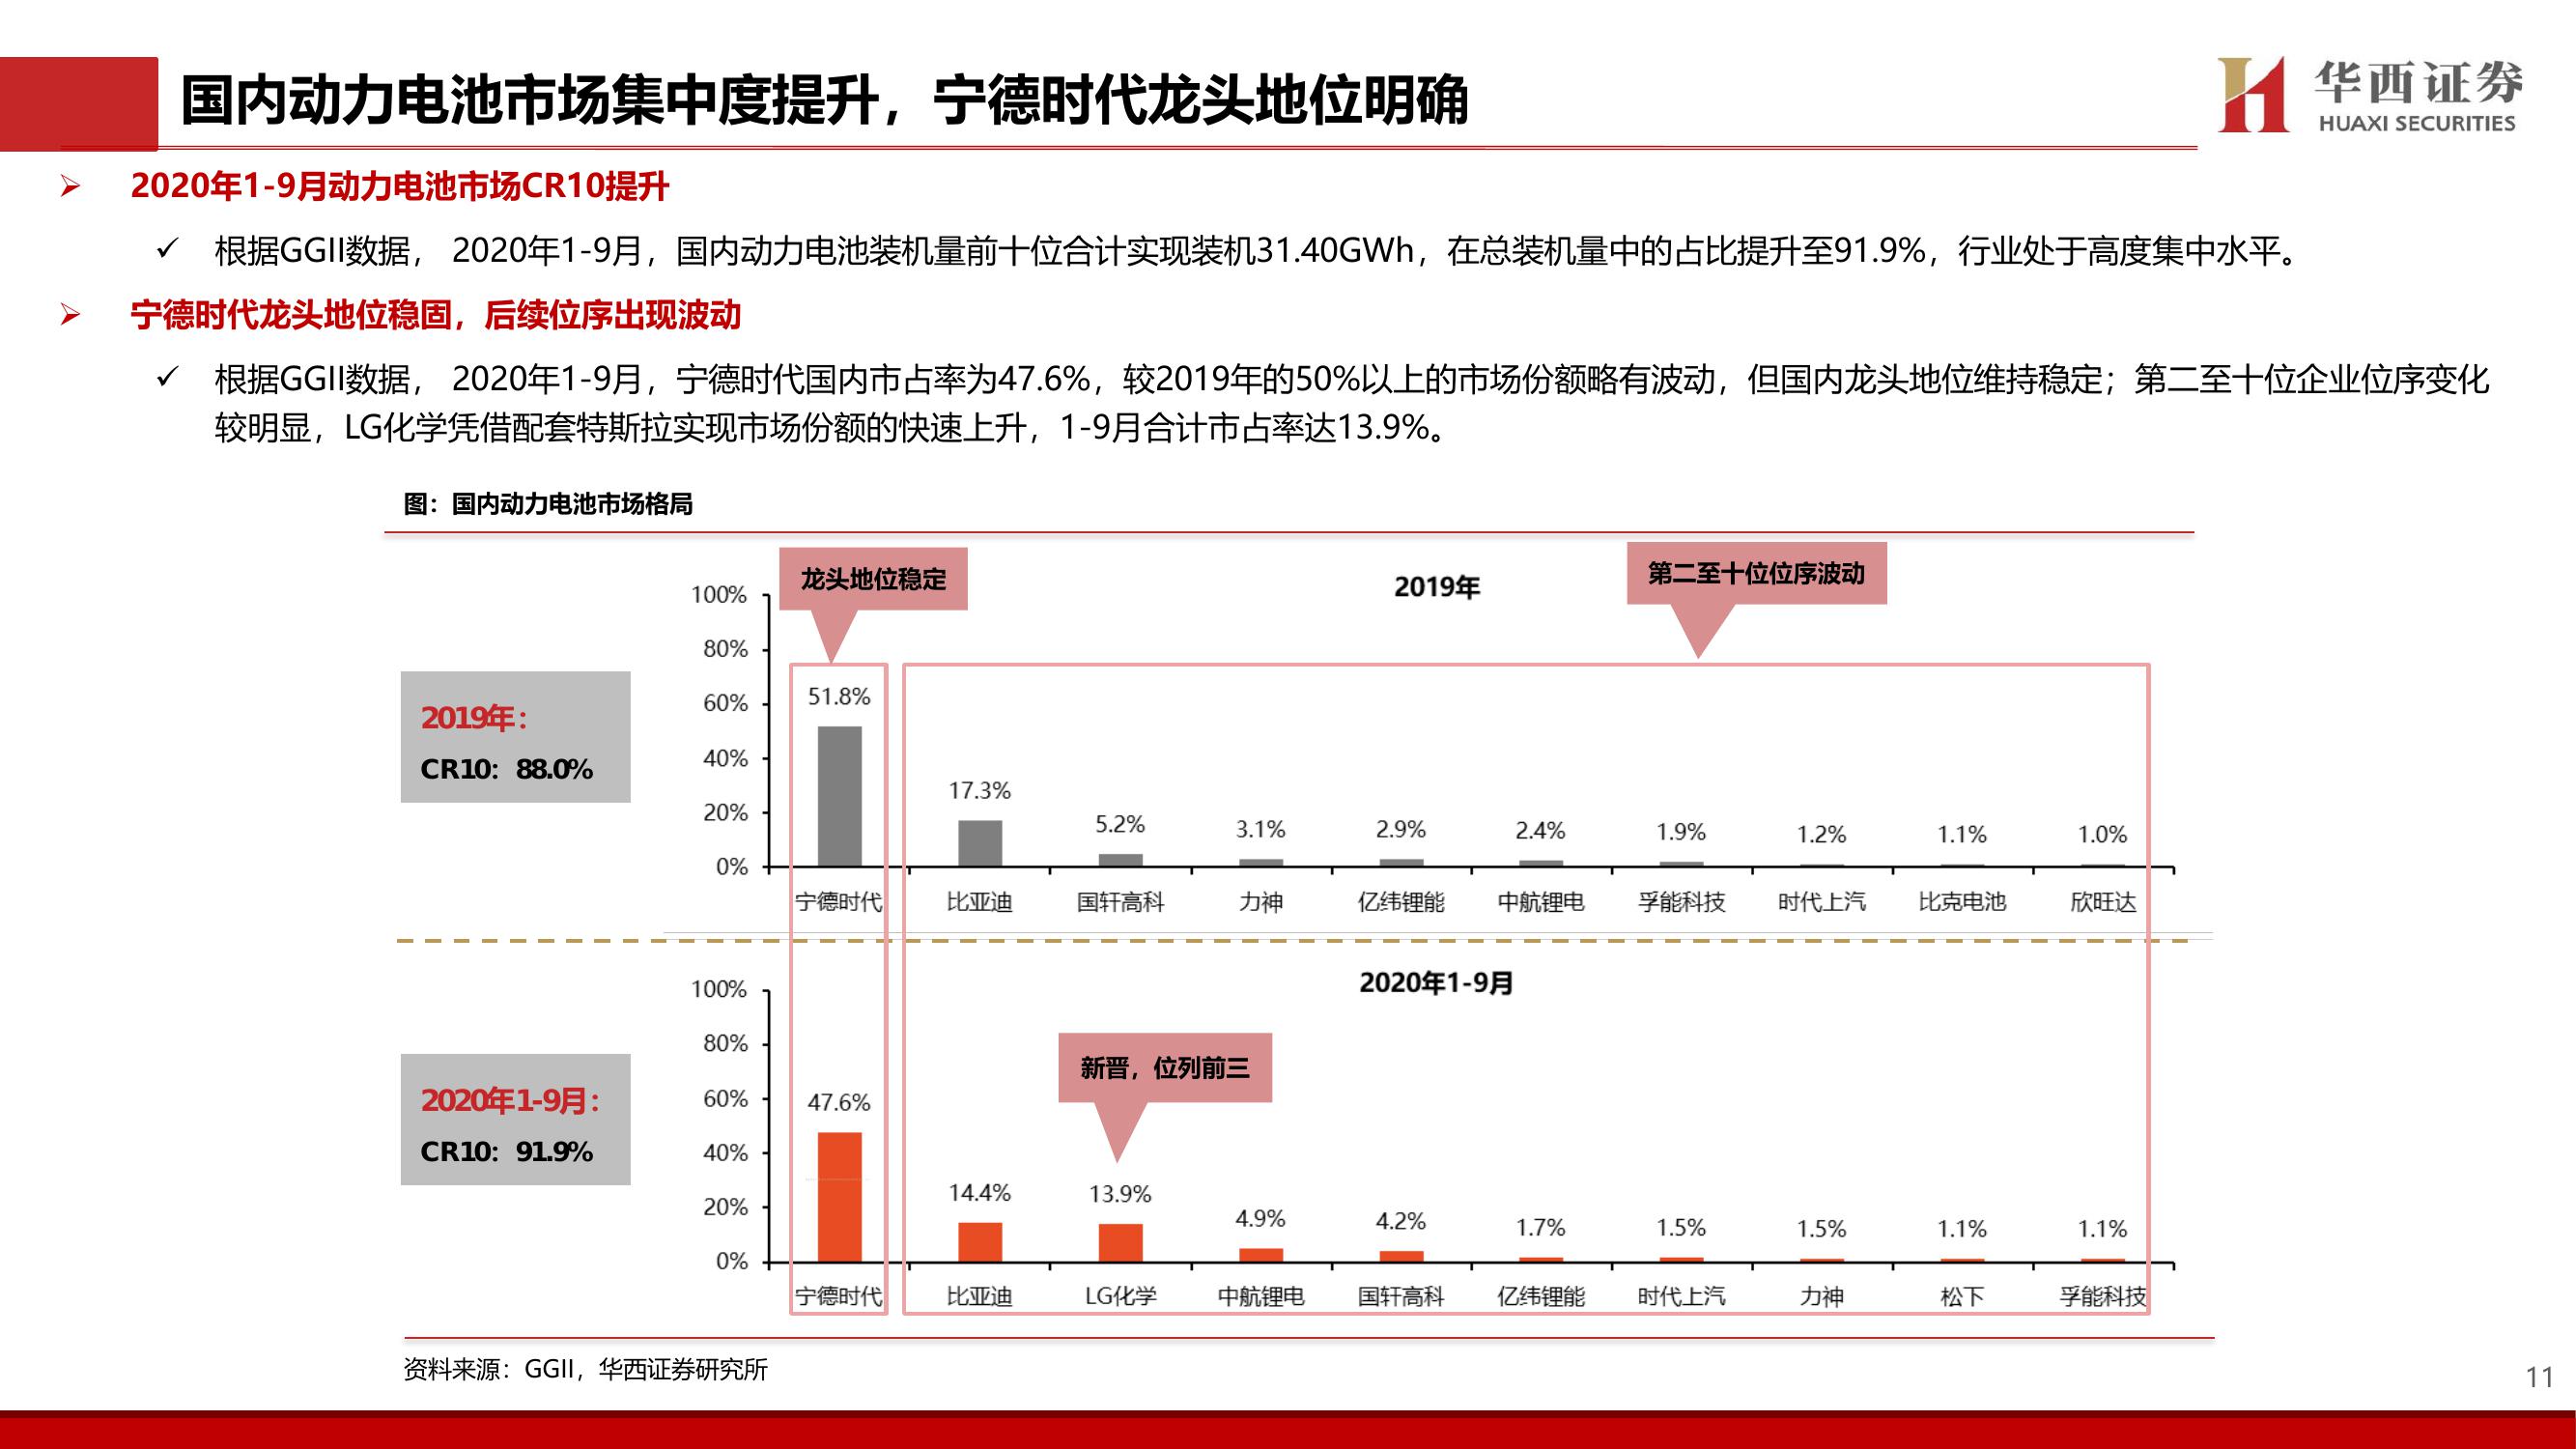 国内动力电池市场集中度提升，宁德时代龙头地位明确
华西证券
HUAXI SECURITIES
2020年1-9月动力电池市场CR10提升
根据GGII数据， 2020年1-9月，国内动力电池装机量前十位合计实现装机31.40GWh，在总装机量中的占比提升至91.9%，行业处于高度集中水平。
宁德时代龙头地位稳固，后续位序出现波动
根据GGII数据， 2020年1-9月，宁德时代国内市占率为47.6%，较2019年的50%以上的市场份额略有波动，但国内龙头地位维持稳定；第二至十位企业位序变化
较明显，LG化学凭借配套特斯拉实现市场份额的快速上升，1-9月合计市占率达13.9%。
图：国内动力电池市场格局
龙头地位稳定
2019年
第二至十位位序波动
2019年：
CR10：88.0%
100%
80%
60%
40%
20%
0%
51.8%
17.3%
5.2%
3.1%
2.9%
2.4%
1.9%
1.2%
1.1%
1.0%
宁德时代
比亚迪
国轩高科
力神
亿纬锂能
中航锂电
孚能科技
时代上汽
比克电池
欣旺达
2020年1-9月
新晋，位列前三
2020年1-9月：
CR10：91.9%
100%
80%
60%
40%
20%
0%
47.6%
14.4%
13.9%
4.9%
4.2%
1.7%
1.5%
1.5%
1.1%
1.1%
宁德时代
比亚迪
LG化学
中航锂电
国轩高科
亿纬锂能
时代上汽
力神
松下
孚能科技
资料来源：GGII，华西证券研究所
11